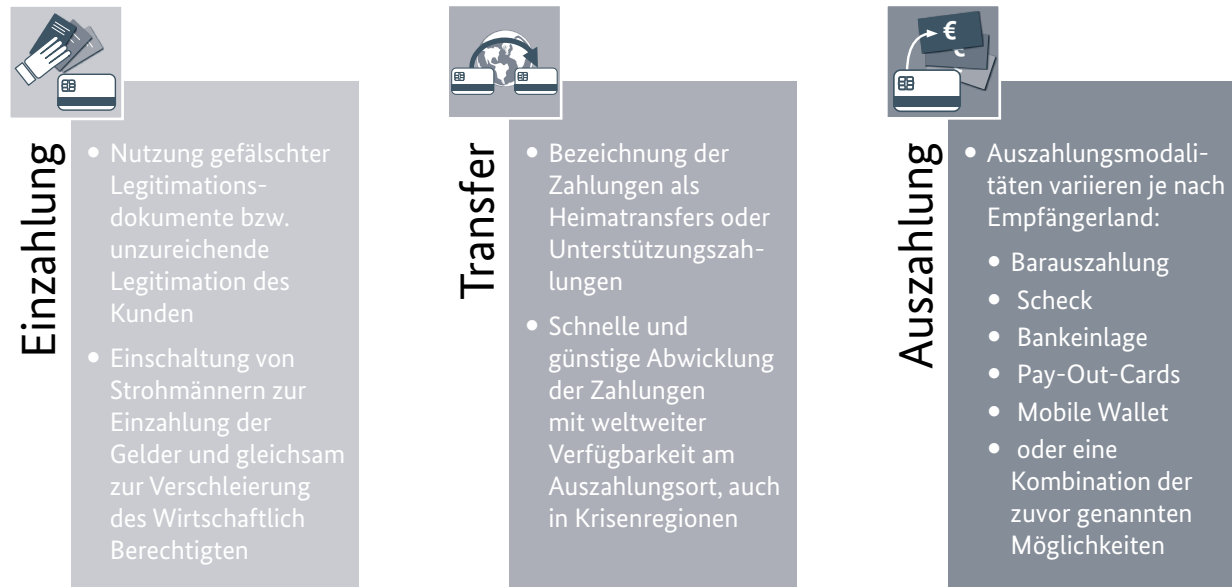 Einzahlung
• Nutzung gefälschter
Legitimations-
dokumente bzw.
unzureichende
Legitimation des
Kunden
• Einschaltung von
Strohmännern zur
Einzahlung der
Gelder und gleichsam
zur Verschleierung
des Wirtschaftlich
Berechtigten
Transfer
• Bezeichnung der
Zahlungen als
Heimatransfers oder
Unterstützungszah-
lungen
• Schnelle und
günstige Abwicklung
der Zahlungen
mit weltweiter
Verfügbarkeit am
Auszahlungsort, auch
in Krisenregionen
€
€
Auszahlung
• Auszahlungsmodali-
täten variieren je nach
Empfängerland:
• Barauszahlung
• Scheck
• Bankeinlage
• Pay-Out-Cards
• Mobile Wallet
• oder eine
Kombination der
zuvor genannten
Möglichkeiten